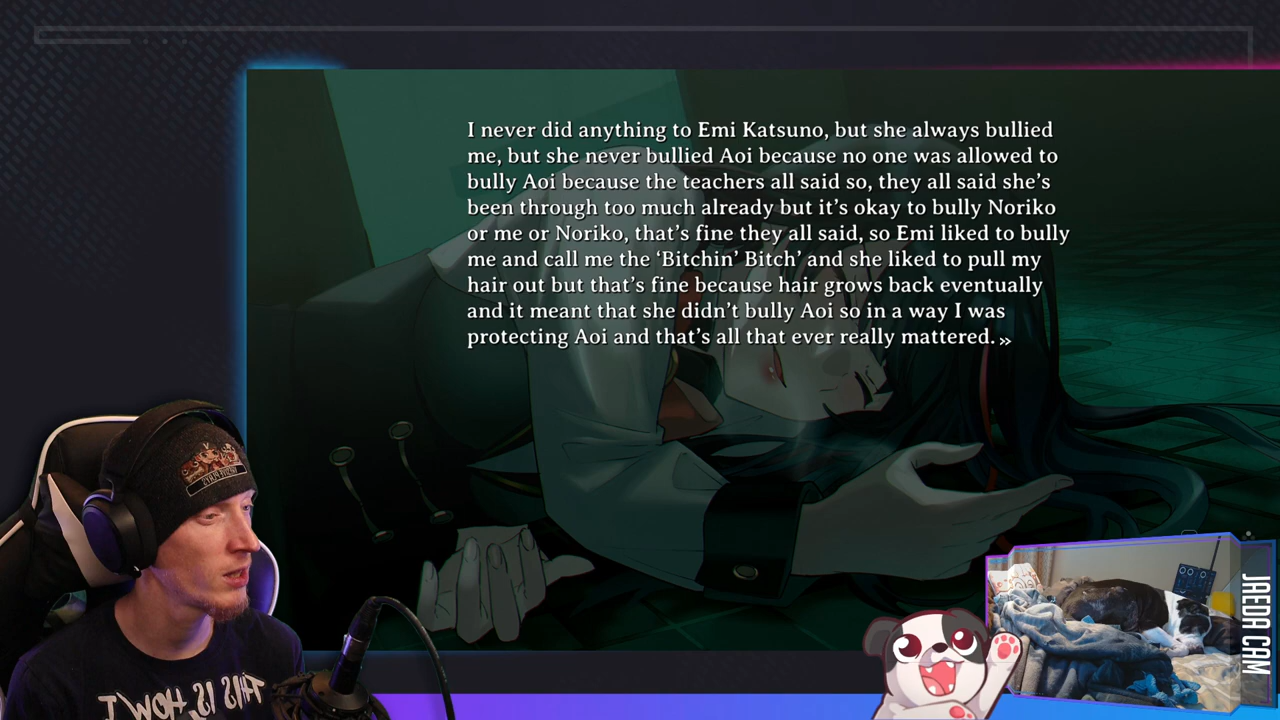 I never did anything to Emi Katsuno, but she always bullied
me, but she never bullied Aoi because no one was allowed to
bully Aoi because the teachers all said so, they all said she’s
been through too much already but it’s okay to bully Noriko
or me or Noriko, that’s fine they all said, so Emi liked to bully
me and call me the ‘Bitchin’ Bitch’ and she liked to pull my
hair out but that’s fine because hair grows back eventually
and it meant that she didn’t bully Aoi so in a way I was
protecting Aoi and that’s all that ever really mattered. »
THIS IS HOW I
JAEDA CAM